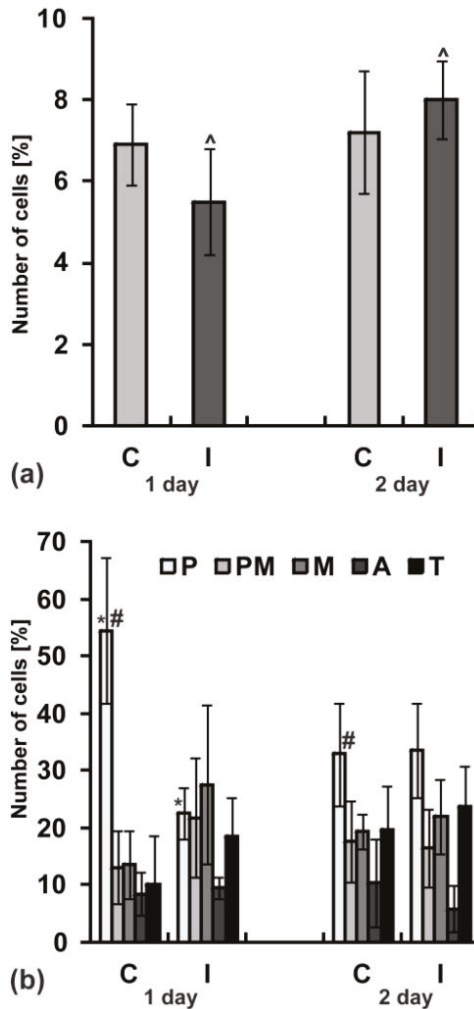 10
8
6
4
2
0
Number of cells [%]
^
^
C I C I
1 day 2 day
(a)
70
60
50
40
30
20
10
0
Number of cells [%]
P PM M A T
*#
*
#
C I C I
1 day 2 day
(b)